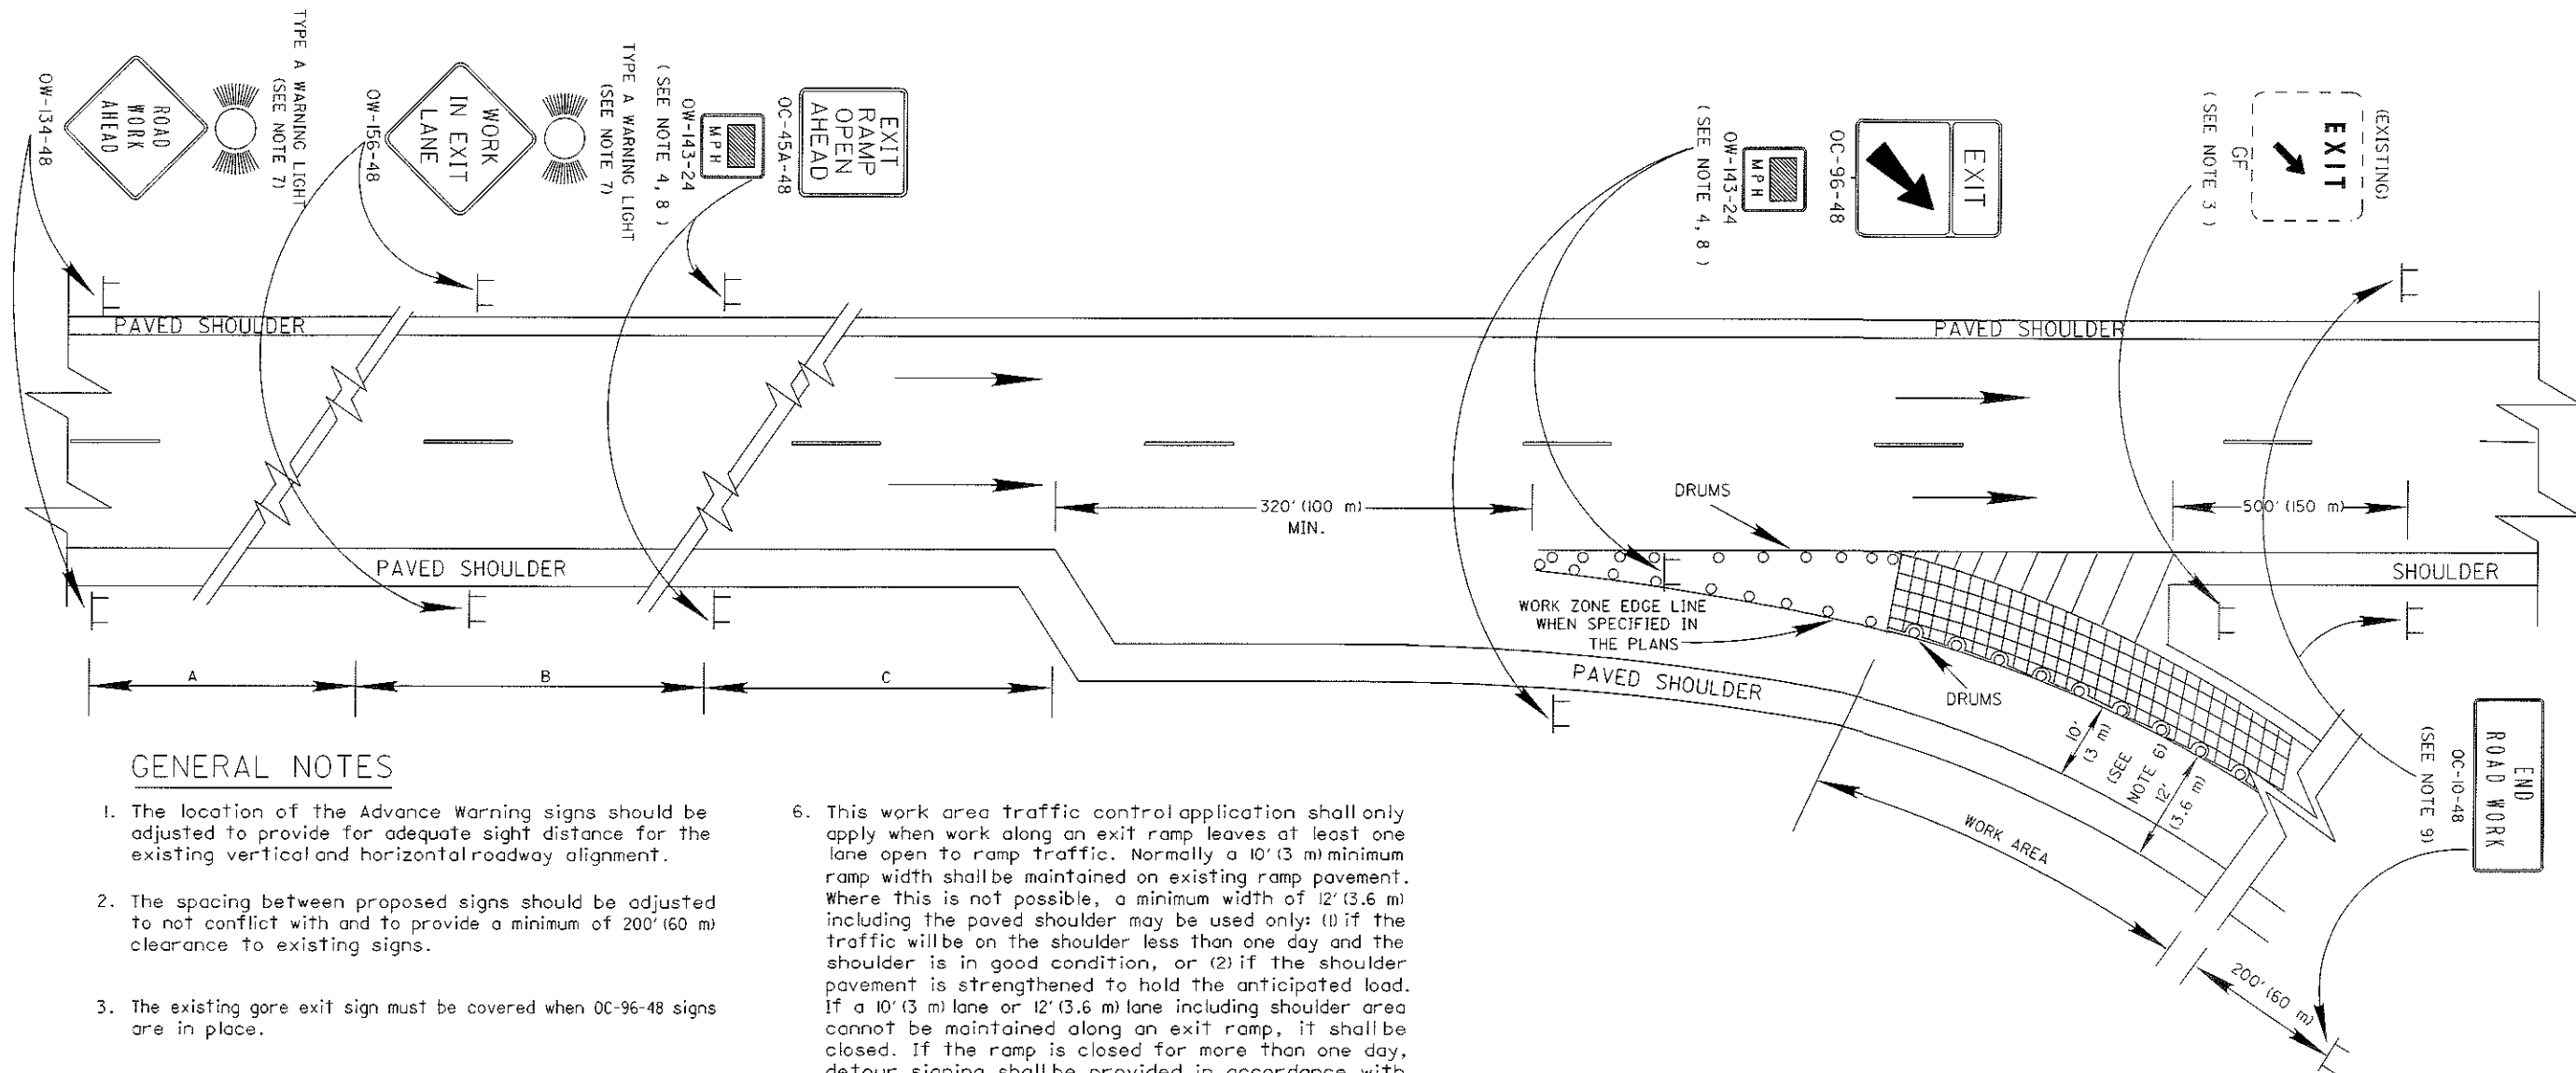 TYPE A WARNING LIGHT
(SEE NOTE 7)
OW-134-48
ROAD
WORK
AHEAD
OW-156-48
WORK
IN EXIT
LANE
TYPE A WARNING LIGHT
(SEE NOTE 7)
(SEE NOTE 4, 8 )
OW-143-24
MPH
OC-45A-48
EXIT
RAMP
OPEN
AHEAD
( SEE NOTE 4, 8 )
OW-143-24
MPH
OC-96-48
EXIT
( SEE NOTE 3 )
GF
EXIT
(EXISTING)
PAVED SHOULDER
PAVED SHOULDER
320' (100 m)
MIN.
DRUMS
500' (150 m)
PAVED SHOULDER
SHOULDER
WORK ZONE EDGE LINE
WHEN SPECIFIED IN
THE PLANS
PAVED SHOULDER
DRUMS
A
B
C
10'
(3 m)
(SEE
NOTE 6)
12'
(3.6 m)
WORK AREA
200' (60 m)
END
ROAD WORK
OC-10-48
(SEE NOTE 9)
GENERAL NOTES
1. The location of the Advance Warning signs should be
adjusted to provide for adequate sight distance for the
existing vertical and horizontal roadway alignment.
2. The spacing between proposed signs should be adjusted
to not conflict with and to provide a minimum of 200' (60 m)
clearance to existing signs.
3. The existing gore exit sign must be covered when OC-96-48 signs
are in place.
6. This work area traffic control application shall only
apply when work along an exit ramp leaves at least one
lane open to ramp traffic. Normally a 10' (3 m) minimum
ramp width shall be maintained on existing ramp pavement.
Where this is not possible, a minimum width of 12' (3.6 m)
including the paved shoulder may be used only: (1) if the
traffic will be on the shoulder less than one day and the
shoulder is in good condition, or (2) if the shoulder
pavement is strengthened to hold the anticipated load.
If a 10' (3 m) lane or 12' (3.6 m) lane including shoulder area
cannot be maintained along an exit ramp, it shall be
closed. If the ramp is closed for more than one day,
detour signing shall be provided in accordance with